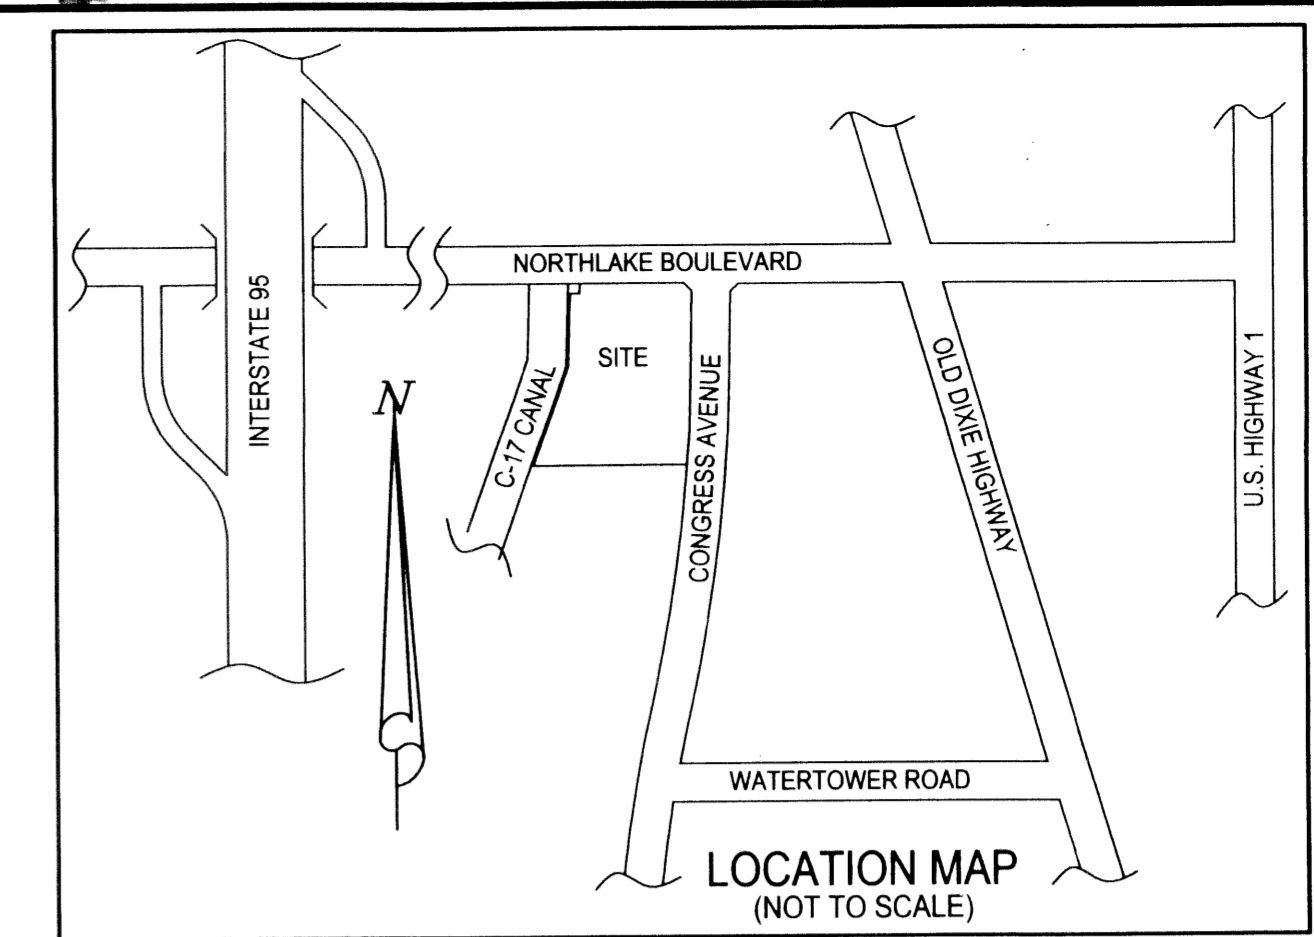 NORTHLAKE BOULEVARD
INTERSTATE 95
SITE
N
C-17 CANAL
CONGRESS AVENUE
OLD DIXIE HIGHWAY
U.S. HIGHWAY 1
WATERTOWER ROAD
LOCATION MAP
(NOT TO SCALE)